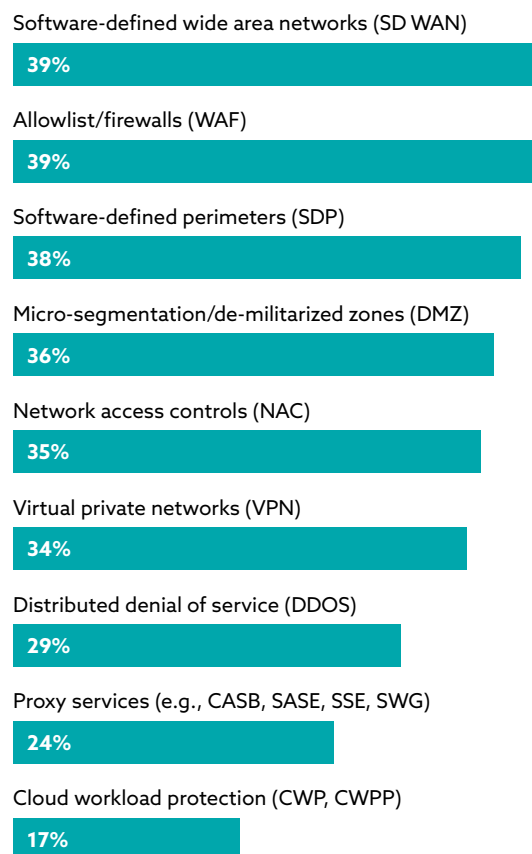 Software-defined wide area networks (SD WAN)
39%
Allowlist/firewalls (WAF)
39%
Software-defined perimeters (SDP)
38%
Micro-segmentation/de-militarized zones (DMZ)
36%
Network access controls (NAC)
35%
Virtual private networks (VPN)
34%
Distributed denial of service (DDOS)
29%
Proxy services (e.g., CASB, SASE, SSE, SWG)
24%
Cloud workload protection (CWP, CWPP)
17%